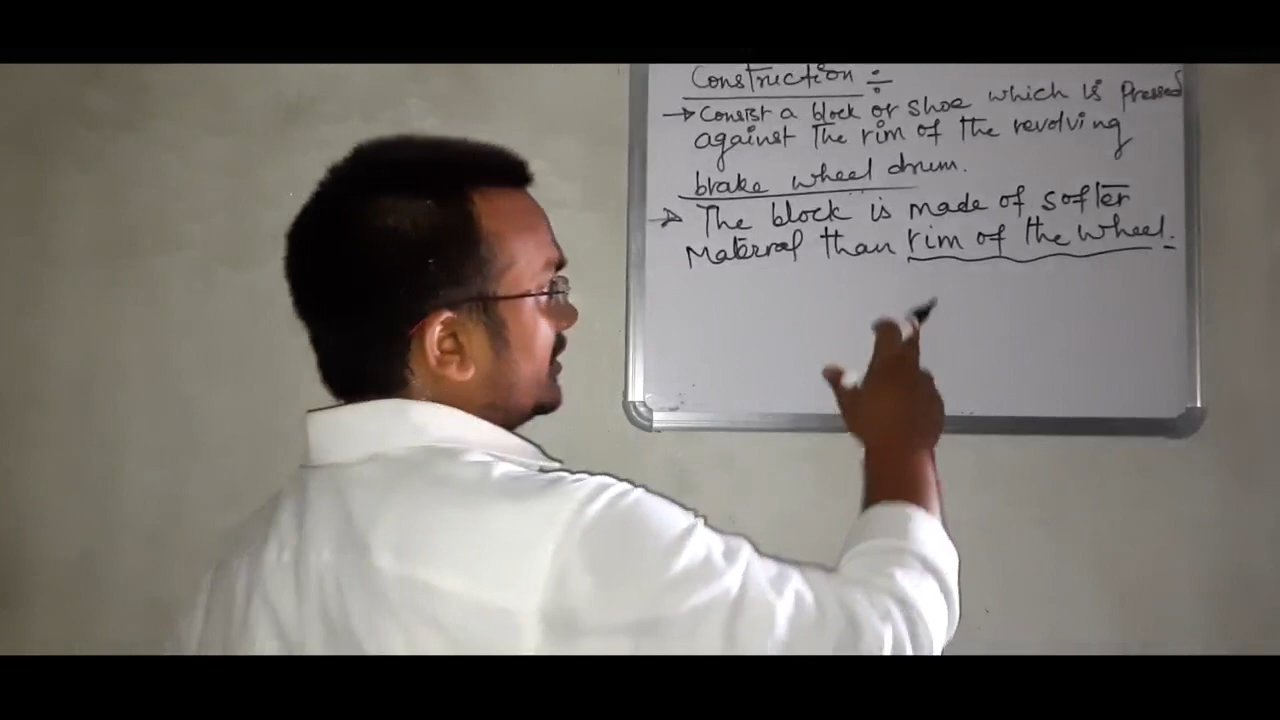 Construction :-
→ Consist a block or shoe which is Pressed
against The rim of the revolving
brake wheel drum.
→ The block is made of softer
Material than rim of the wheel.